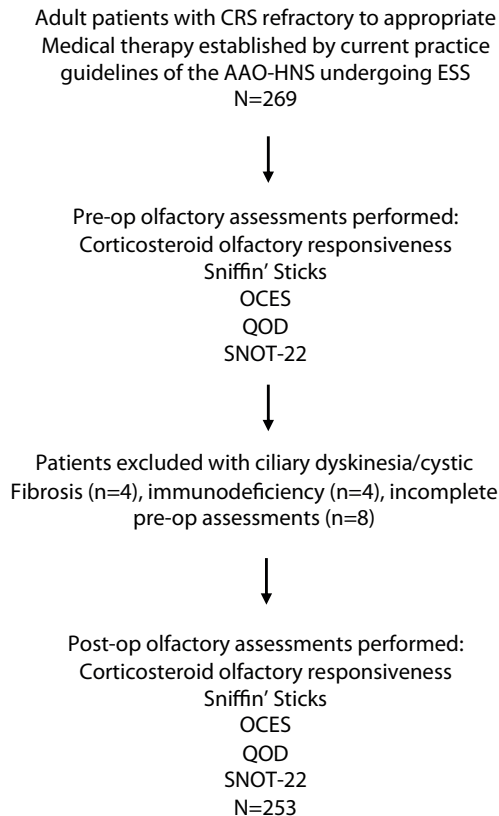 Adult patients with CRS refractory to appropriate
Medical therapy established by current practice
guidelines of the AAO-HNS undergoing ESS
N=269
Pre-op olfactory assessments performed:
Corticosteroid olfactory responsiveness
Sniffin' Sticks
OCES
QOD
SNOT-22
Patients excluded with ciliary dyskinesia/cystic
Fibrosis (n=4), immunodeficiency (n=4), incomplete
pre-op assessments (n=8)
Post-op olfactory assessments performed:
Corticosteroid olfactory responsiveness
Sniffin' Sticks
OCES
QOD
SNOT-22
N=253